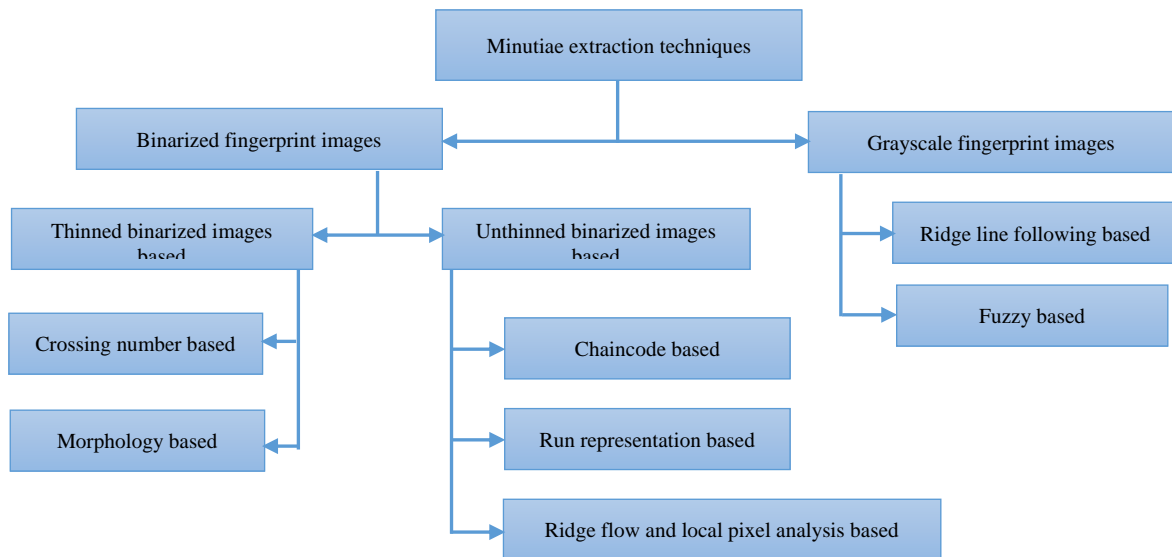 Minutiae extraction techniques
Binarized fingerprint images
Grayscale fingerprint images
Thinned binarized images
based
Unthinned binarized images
based
Ridge line following based
Fuzzy based
Crossing number based
Chaincode based
Morphology based
Run representation based
Ridge flow and local pixel analysis based